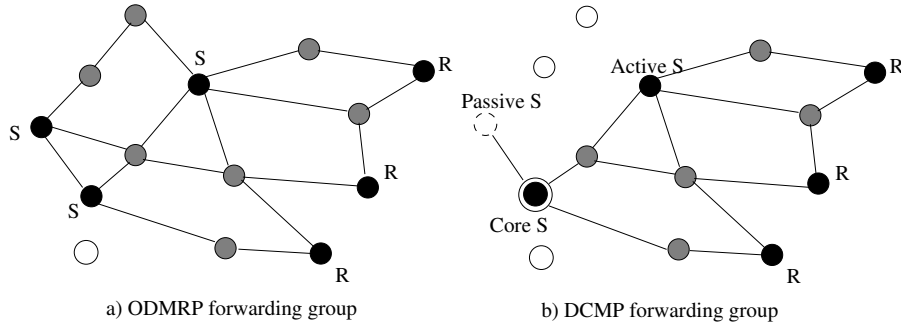 S
R
S
S
R
R
a) ODMRP forwarding group
Active S
R
Passive S
R
Core S
R
b) DCMP forwarding group